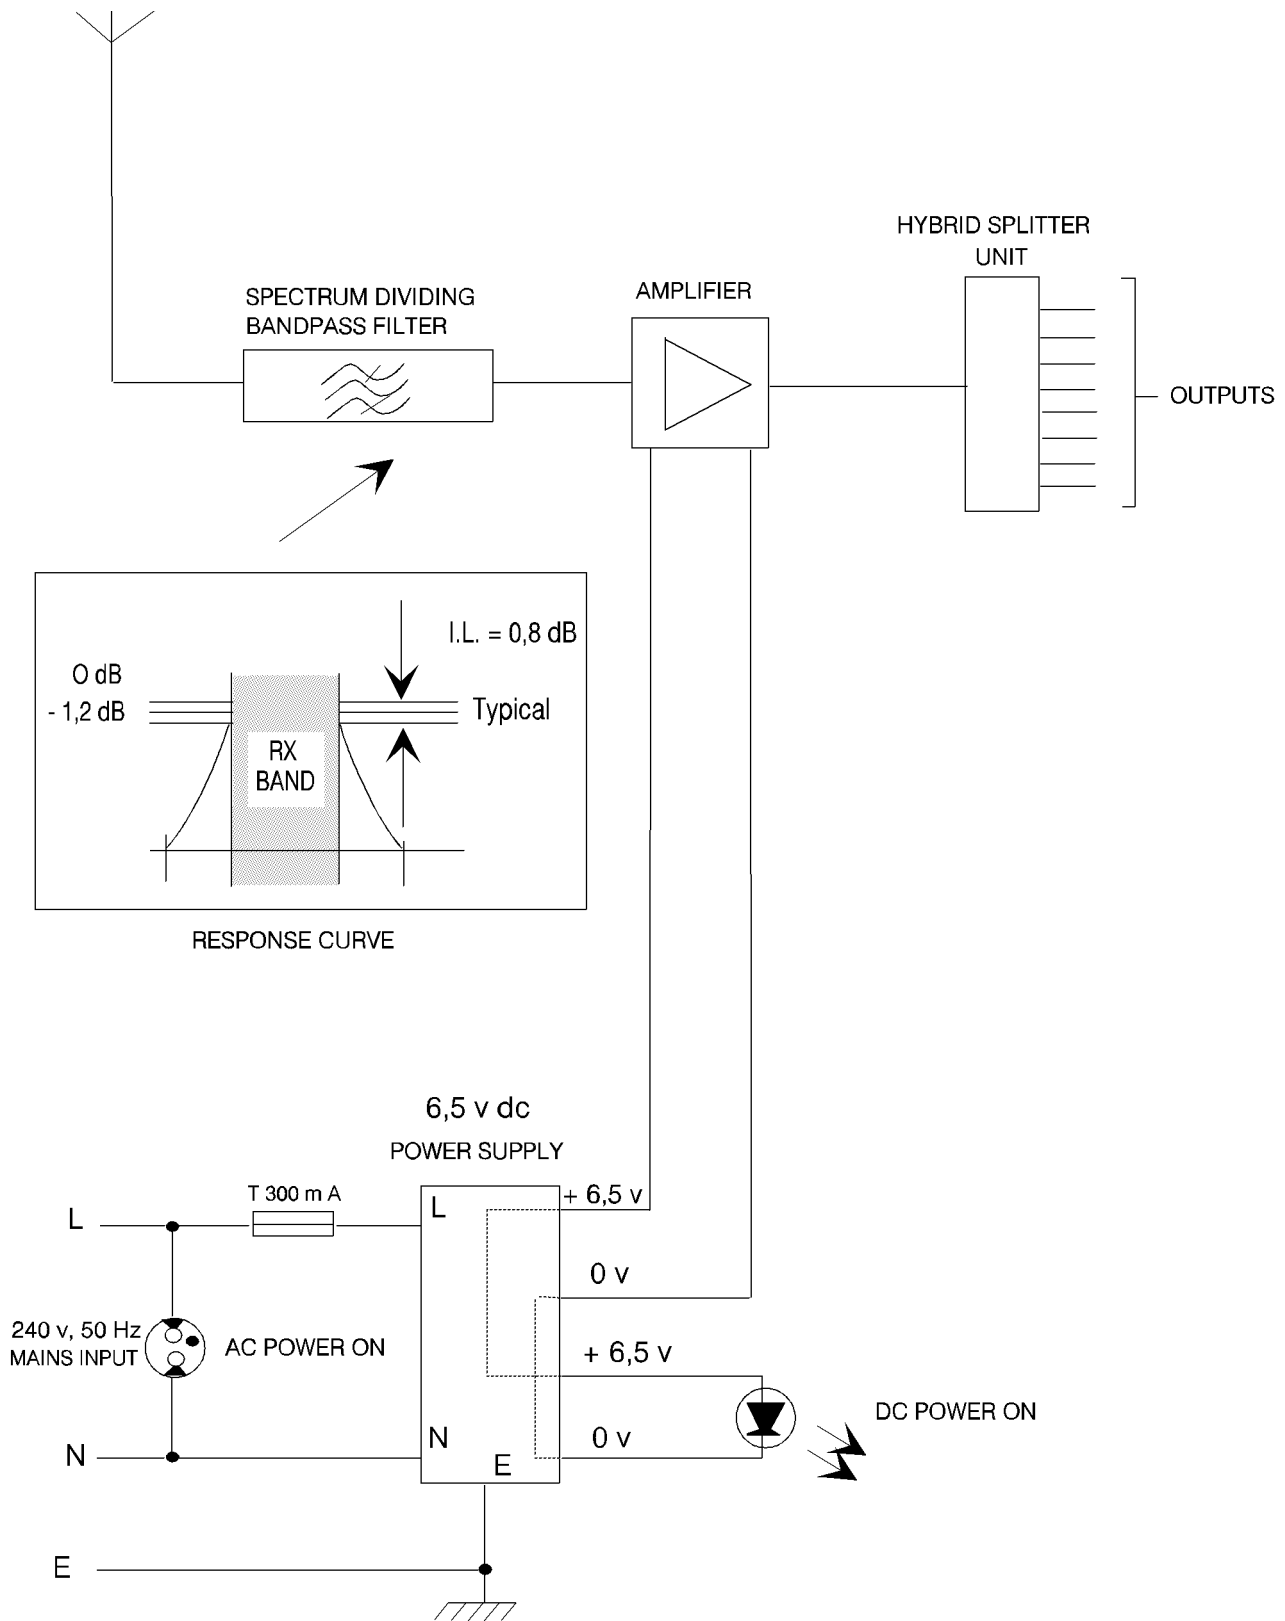 HYBRID SPLITTER
UNIT
SPECTRUM DIVIDING
BANDPASS FILTER
AMPLIFIER
OUTPUTS
I.L. = 0,8 dB
O dB
- 1,2 dB
Typical
RX
BAND
RESPONSE CURVE
6,5 v dc
POWER SUPPLY
T 300 m A
L
L
+ 6,5 v
0 v
240 v, 50 Hz
MAINS INPUT
AC POWER ON
+ 6,5 v
DC POWER ON
N
N
0 v
E
E